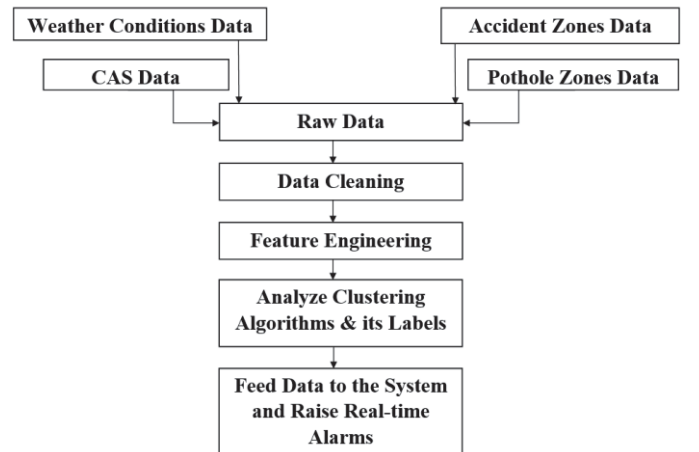 Weather Conditions Data
Accident Zones Data
CAS Data
Pothole Zones Data
Raw Data
Data Cleaning
Feature Engineering
Analyze Clustering
Algorithms & its Labels
Feed Data to the System
and Raise Real-time
Alarms